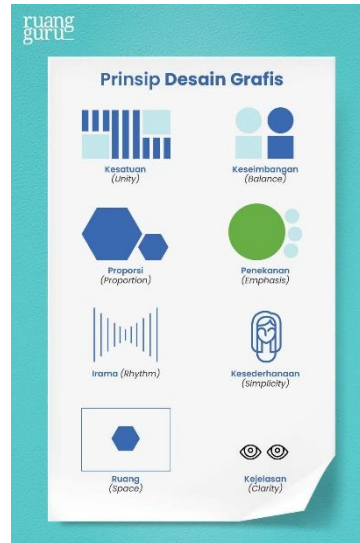 ruang
guru
Prinsip Desain Grafis
Kesatuan
(Unity)
Keseimbangan
(Balance)
Proporsi
(Proportion)
Penekanan
(Emphasis)
Irama (Rhythm)
Kesederhanaan
(Simplicity)
Ruang
(Space)
Kejelasan
(Clarity)